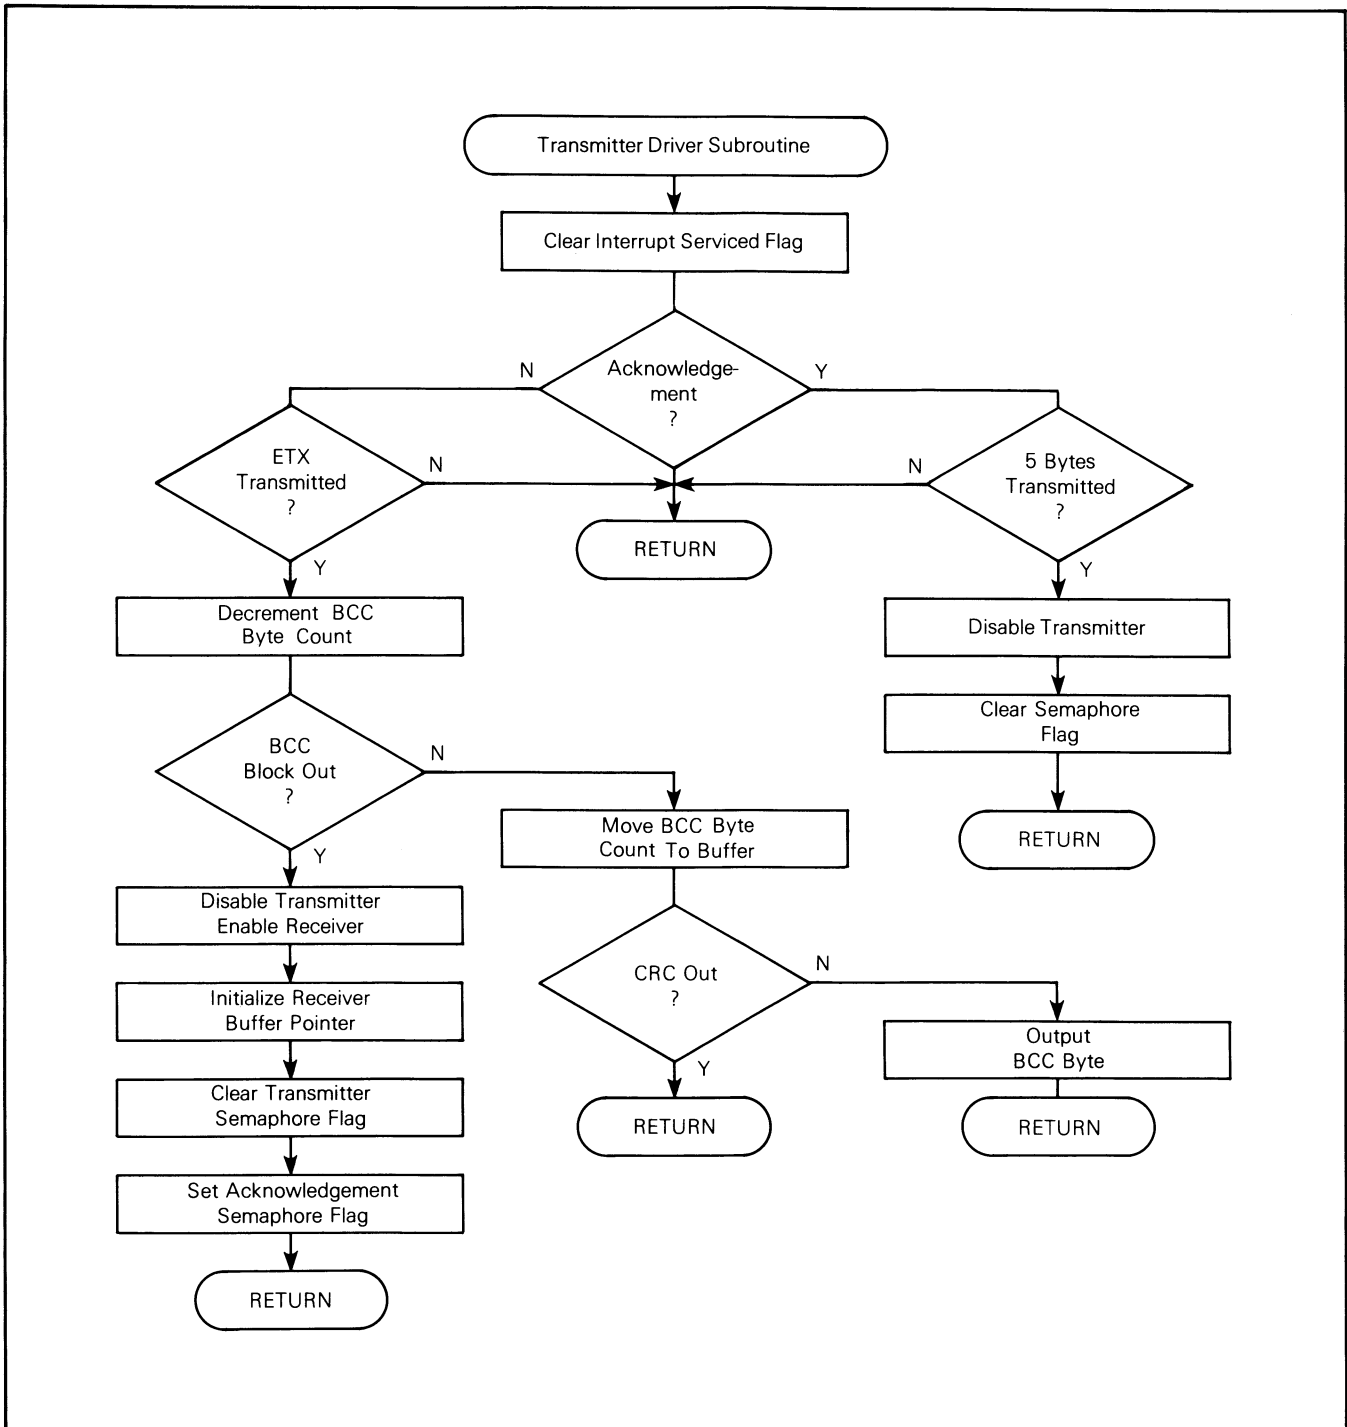 Transmitter Driver Subroutine
Clear Interrupt Serviced Flag
N
Acknowledge-
ment
?
Y
ETX
Transmitted
?
N
Y
N
5 Bytes
Transmitted
?
Y
RETURN
Decrement BCC
Byte Count
Disable Transmitter
Clear Semaphore
Flag
RETURN
BCC
Block Out
?
N
Y
Move BCC Byte
Count To Buffer
Disable Transmitter
Enable Receiver
CRC Out
?
N
Y
Initialize Receiver
Buffer Pointer
Output
BCC Byte
Clear Transmitter
Semaphore Flag
RETURN
RETURN
Set Acknowledgement
Semaphore Flag
RETURN